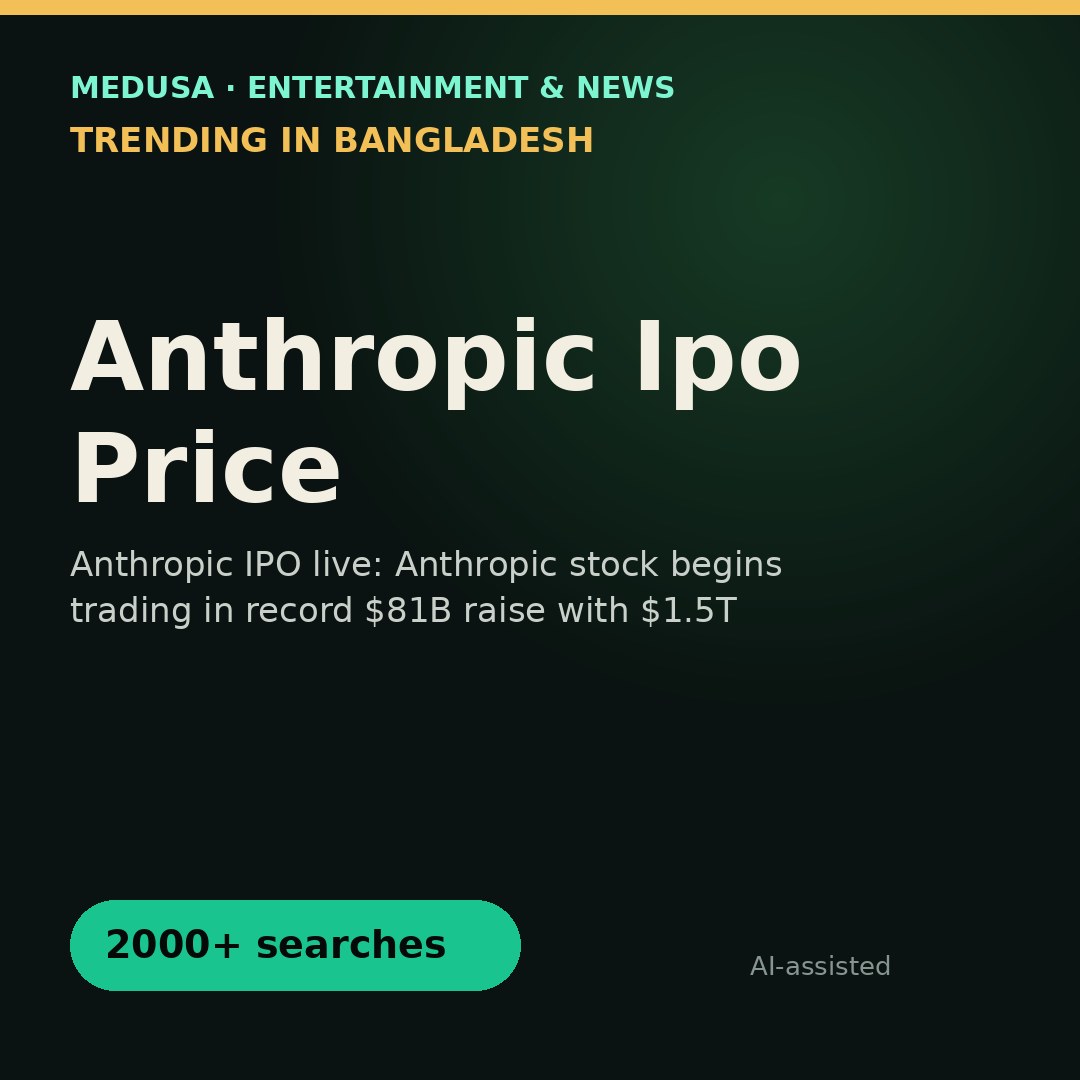 MEDUSA · ENTERTAINMENT & NEWS
TRENDING IN BANGLADESH
Anthropic Ipo
Price
Anthropic IPO live: Anthropic stock begins
trading in record $81B raise with $1.5T
2000+ searches
AI-assisted